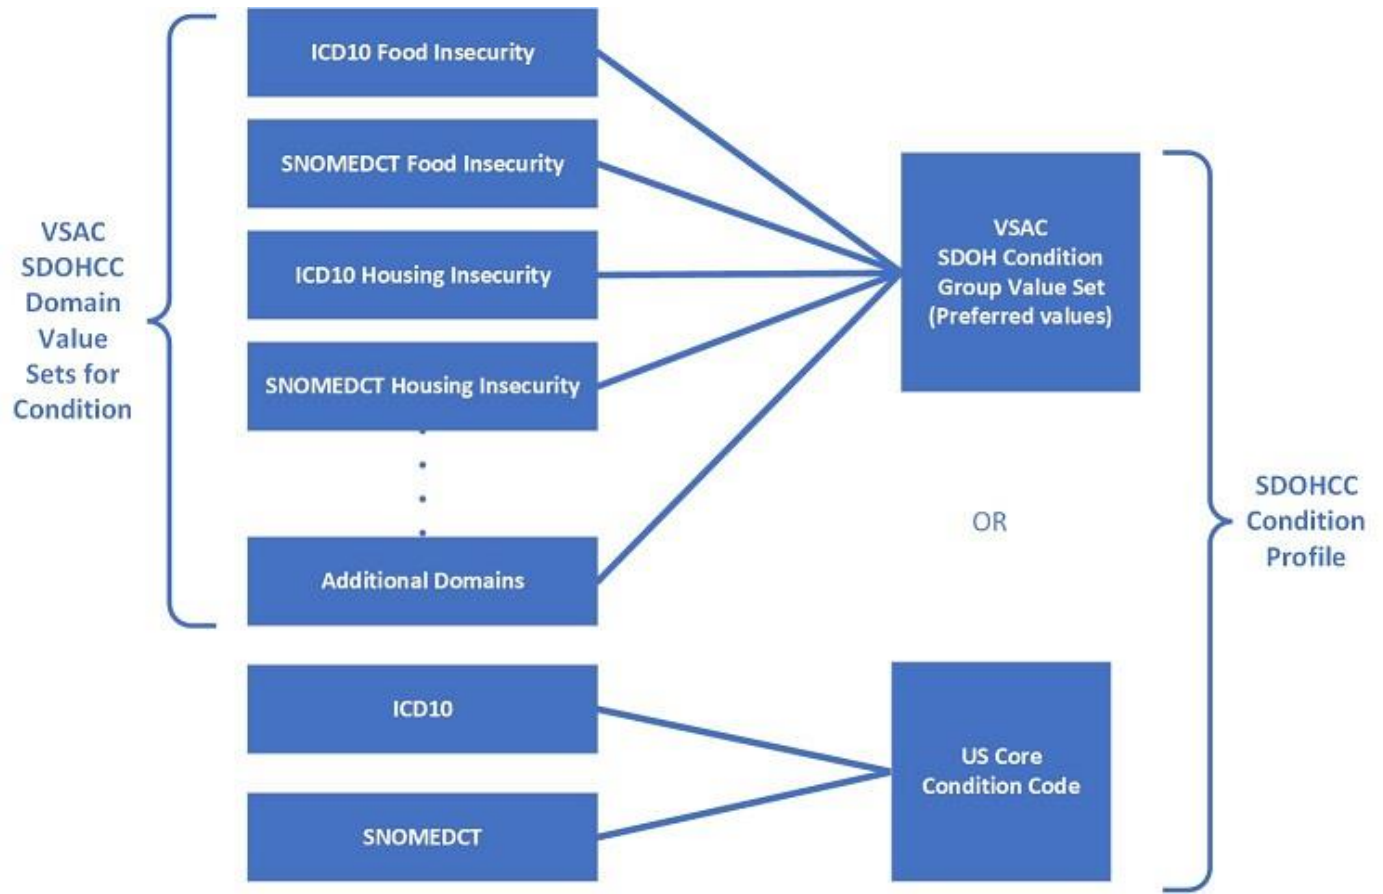 VSAC
SDOHCC
Domain
Value
Sets for
Condition
ICD10 Food Insecurity
SNOMEDCT Food Insecurity
ICD10 Housing Insecurity
SNOMEDCT Housing Insecurity
Additional Domains
ICD10
SNOMEDCT
VSAC
SDOH Condition
Group Value Set
(Preferred values)
OR
US Core
Condition Code
SDOHCC
Condition
Profile